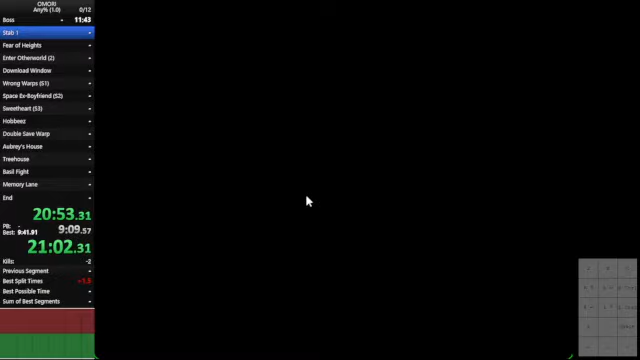 OMORI
Any% (1.0) 0/12
Boss - 11:43
Stab 1 -
Fear of Heights -
Enter Otherworld (2) -
Download Window -
Wrong Warps (51) -
Space Ex-Boyfriend (52) -
Sweetheart (53) -
Hobbeez -
Double Save Warp -
Aubrey's House -
Treehouse -
Basil Fight -
Memory Lane -
End -
20:53.31
PB: - 9:09.57
Best: 9:41.91
21:02.31
Kills: -2
Previous Segment -
Best Split Times +1.5
Best Possible Time -
Sum of Best Segments -